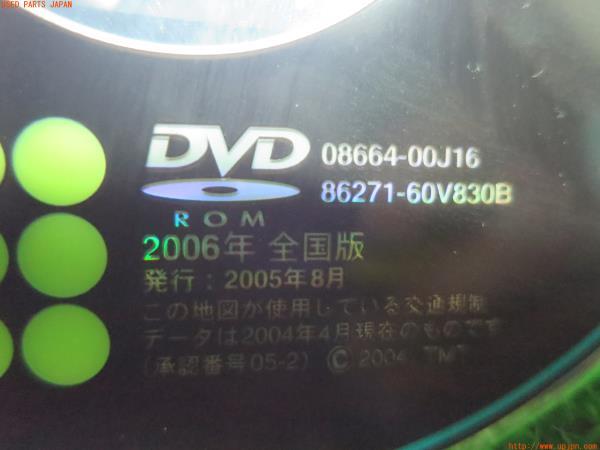 USED PARTS JAPAN
DVD
ROM
08664-00J16
86271-60V830B
2006年 全国版
発行：2005年8月
この地図が使用している交通規制
データは2004年4月現在のものです
(承認番号05-2) © 2004 TMT
http://www.upjpn.com/